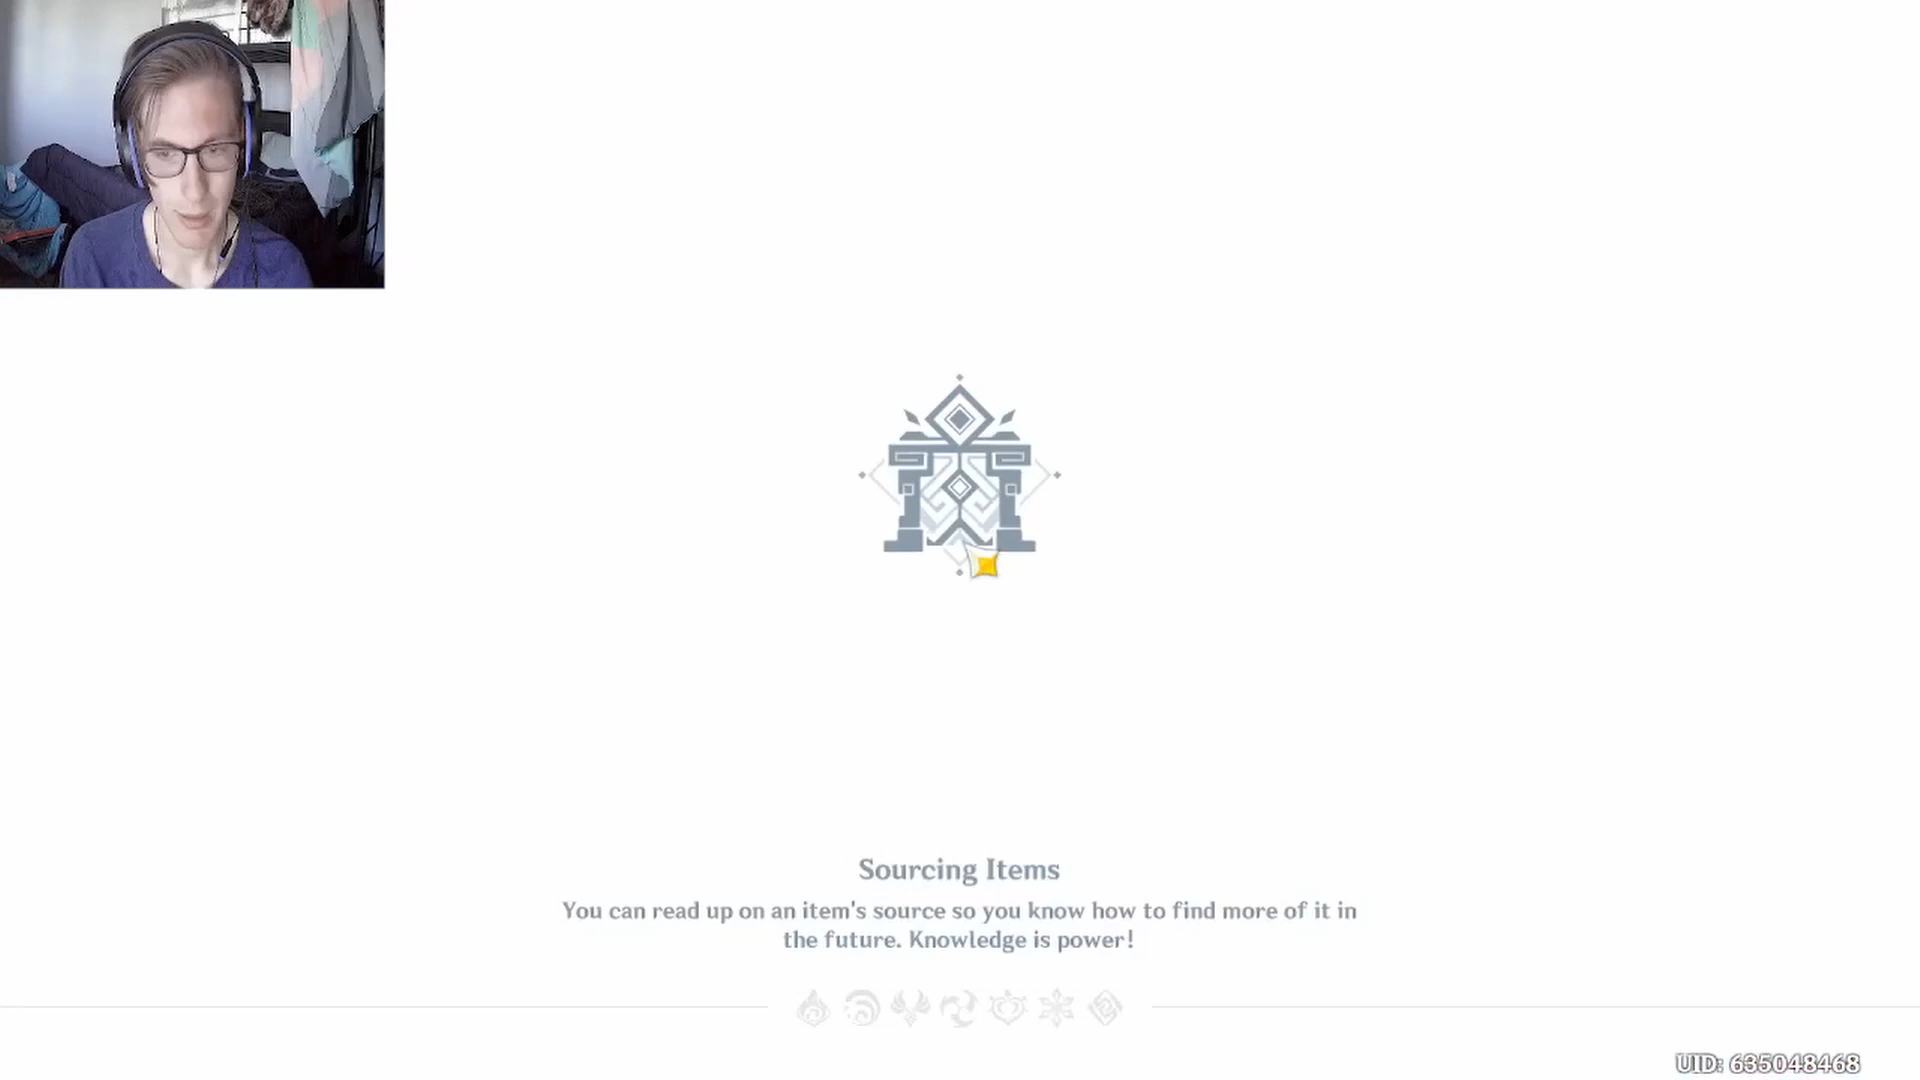 Sourcing Items
You can read up on an item's source so you know how to find more of it in
the future. Knowledge is power!
UID: 635048468